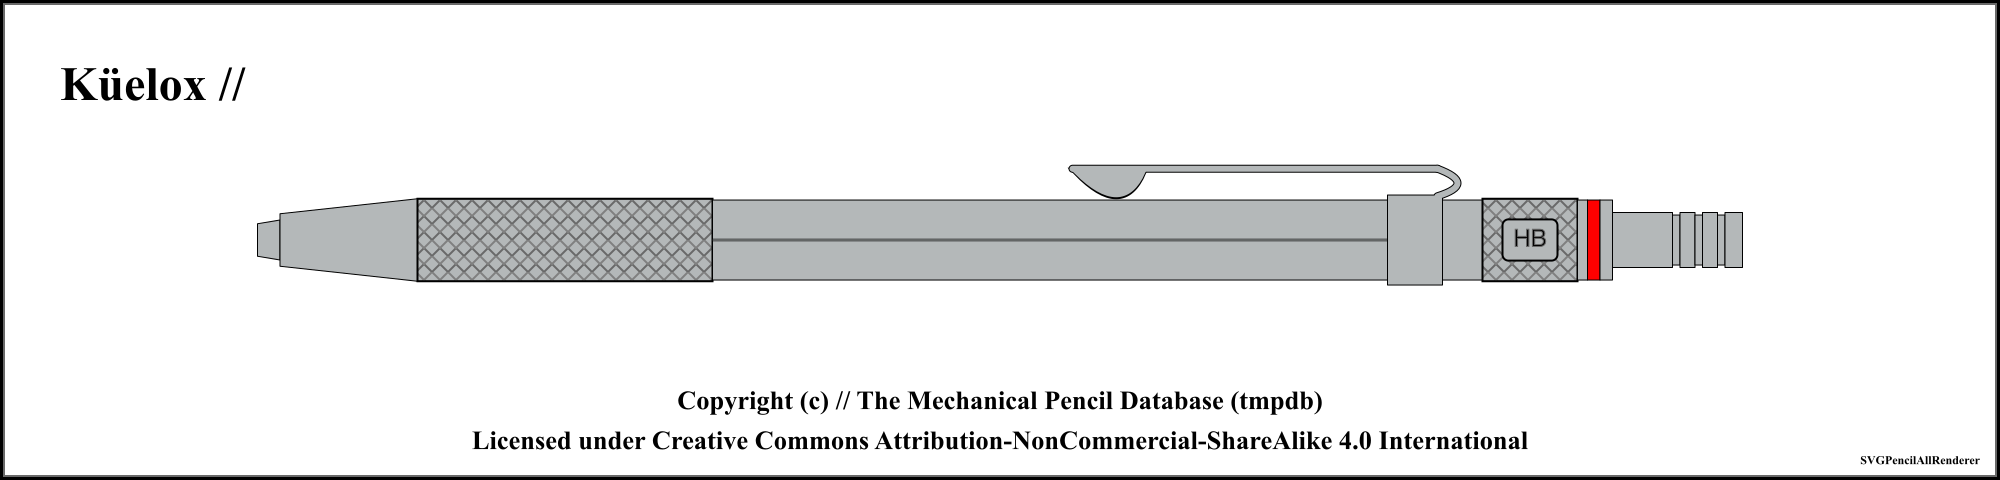 Küelox //
HB
Copyright (c) // The Mechanical Pencil Database (tmpdb)
Licensed under Creative Commons Attribution-NonCommercial-ShareAlike 4.0 International
SVGPencilAllRenderer